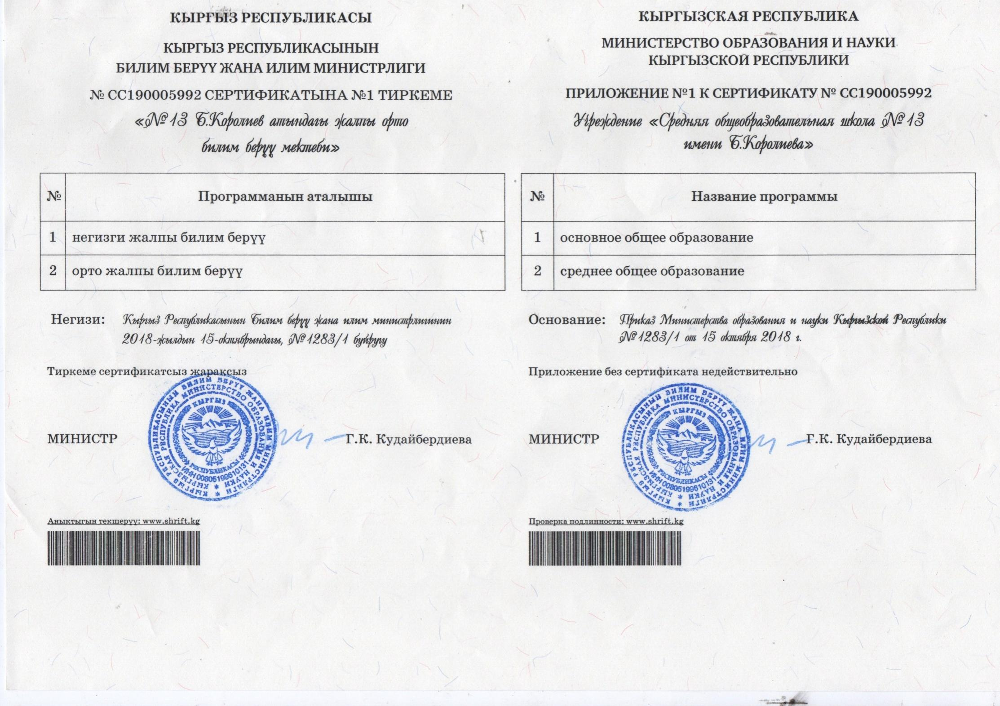 КЫРГЫЗ РЕСПУБЛИКАСЫ
КЫРГЫЗ РЕСПУБЛИКАСЫНЫН
БИЛИМ БЕРҮҮ ЖАНА ИЛИМ МИНИСТРЛИГИ
№ СС190005992 СЕРТИФИКАТЫНА №1 ТИРКЕМЕ
«№13 Б.Королиев атындагы жалпы орто
билим берүү мектеби»
№ Программанын аталышы
1 негизги жалпы билим берүү
2 орто жалпы билим берүү
Негизи: Кыргыз Республикасынын Билим берүү жана илим министрлигинин
2018-жылдын 15-октябрындагы, №1283/1 буйругу
Тиркеме сертификатсыз жараксыз
МИНИСТР Г.К. Кудайбердиева
КЫРГЫЗ РЕСПУБЛИКАСЫНЫН БИЛИМ БЕРҮҮ ЖАНА ИЛИМ МИНИСТРЛИГИ *
КЫРГЫЗСКАЯ РЕСПУБЛИКА МИНИСТЕРСТВО ОБРАЗОВАНИЯ И НАУКИ *
ИНН 00805199610131
КЫРГЫЗ РЕСПУБЛИКАСЫ
Аныктыгын текшерүү: www.shrift.kg
КЫРГЫЗСКАЯ РЕСПУБЛИКА
МИНИСТЕРСТВО ОБРАЗОВАНИЯ И НАУКИ
КЫРГЫЗСКОЙ РЕСПУБЛИКИ
ПРИЛОЖЕНИЕ №1 К СЕРТИФИКАТУ № СС190005992
Учреждение «Средняя общеобразовательная школа №13
имени Б.Королиева»
№ Название программы
1 основное общее образование
2 среднее общее образование
Основание: Приказ Министерства образования и науки Кыргызской Республики
№1283/1 от 15 октября 2018 г.
Приложение без сертификата недействительно
МИНИСТР Г.К. Кудайбердиева
КЫРГЫЗ РЕСПУБЛИКАСЫНЫН БИЛИМ БЕРҮҮ ЖАНА ИЛИМ МИНИСТРЛИГИ *
КЫРГЫЗСКАЯ РЕСПУБЛИКА МИНИСТЕРСТВО ОБРАЗОВАНИЯ И НАУКИ *
ИНН 00805199610131
КЫРГЫЗ РЕСПУБЛИКАСЫ
Проверка подлинности: www.shrift.kg